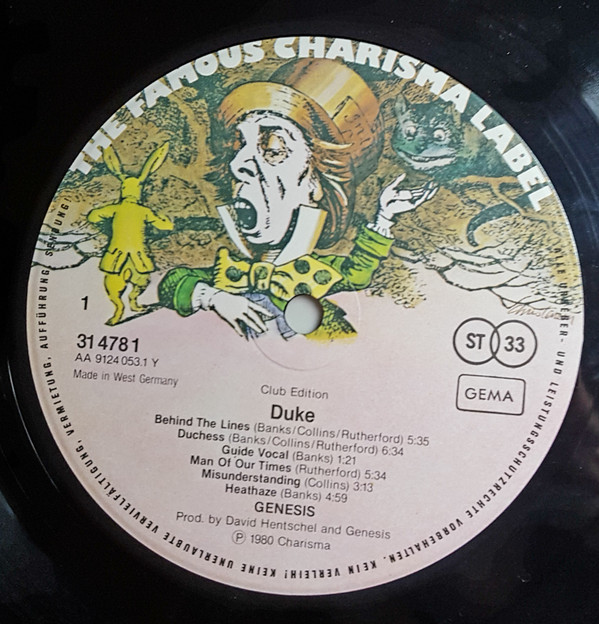 THE FAMOUS CHARISMA LABEL
1
314781
AA 9124 053.1 Y
Made in West Germany
ST 33
GEMA
Club Edition
Duke
Behind The Lines (Banks/Collins/Rutherford) 5:35
Duchess (Banks/Collins/Rutherford) 6:34
Guide Vocal (Banks) 1:21
Man Of Our Times (Rutherford) 5:34
Misunderstanding (Collins) 3:13
Heathaze (Banks) 4:59
GENESIS
Prod. by David Hentschel and Genesis
Ⓟ 1980 Charisma
ALLE URHEBER- UND LEISTUNGSSCHUTZRECHTE VORBEHALTEN. KEIN VERLEIH! KEINE UNERLAUBTE VERVIELFÄLTIGUNG, VERMIETUNG, AUFFÜHRUNG, SENDUNG!